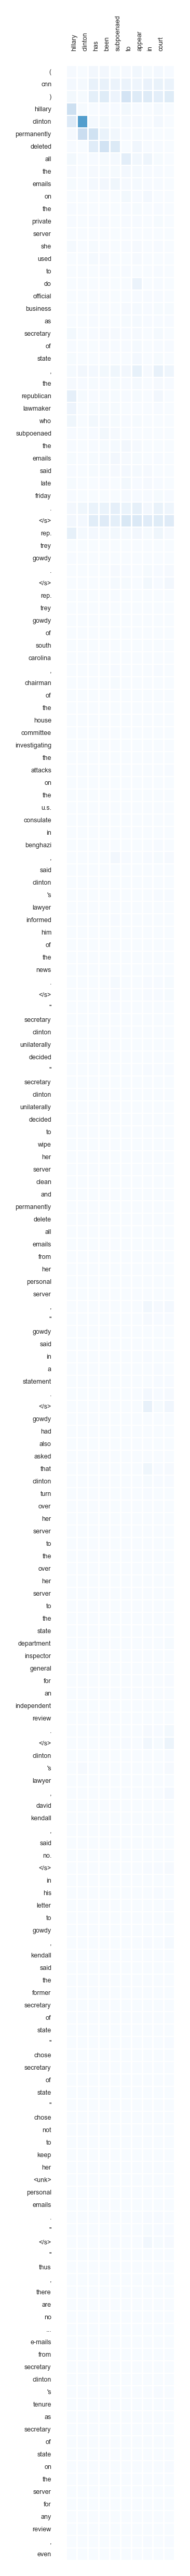 hillary
clinton
has
been
subpoenaed
to
appear
in
court
(
cnn
)
hillary
clinton
permanently
deleted
all
the
emails
on
the
private
server
she
used
to
do
official
business
as
secretary
of
state
,
the
republican
lawmaker
who
subpoenaed
the
emails
said
late
friday
.
</s>
rep.
trey
gowdy
.
</s>
rep.
trey
gowdy
of
south
carolina
,
chairman
of
the
house
committee
investigating
the
attacks
on
the
u.s.
consulate
in
benghazi
,
said
clinton
's
lawyer
informed
him
of
the
news
.
</s>
"
secretary
clinton
unilaterally
decided
"
secretary
clinton
unilaterally
decided
to
wipe
her
server
clean
and
permanently
delete
all
emails
from
her
personal
server
,
"
gowdy
said
in
a
statement
.
</s>
gowdy
had
also
asked
that
clinton
turn
over
her
server
to
the
over
her
server
to
the
state
department
inspector
general
for
an
independent
review
.
</s>
clinton
's
lawyer
,
david
kendall
,
said
no.
</s>
in
his
letter
to
gowdy
,
kendall
said
the
former
secretary
of
state
"
chose
secretary
of
state
"
chose
not
to
keep
her
<unk>
personal
emails
.
"
</s>
"
thus
,
there
are
no
...
e-mails
from
secretary
clinton
's
tenure
as
secretary
of
state
on
the
server
for
any
review
,
even